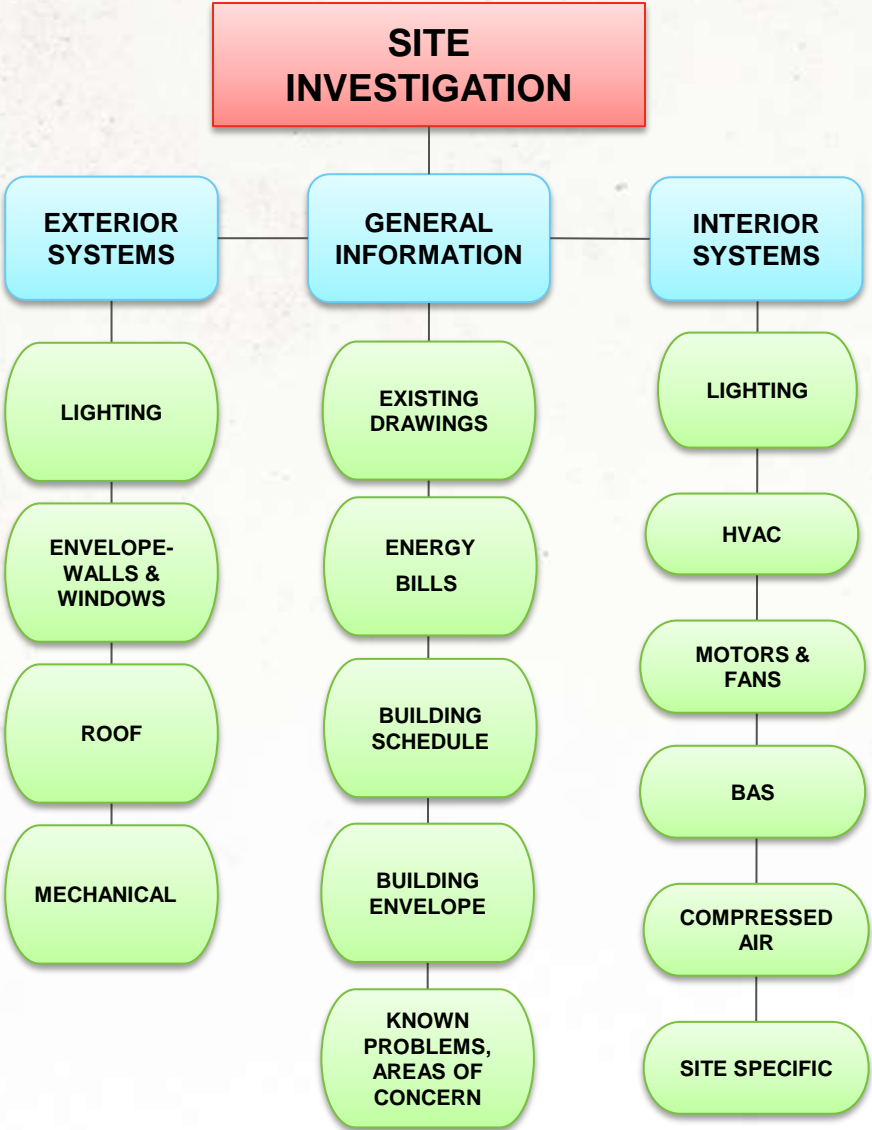 SITE
INVESTIGATION
EXTERIOR
SYSTEMS
GENERAL
INFORMATION
INTERIOR
SYSTEMS
LIGHTING
ENVELOPE-
WALLS &
WINDOWS
ROOF
MECHANICAL
EXISTING
DRAWINGS
ENERGY
BILLS
BUILDING
SCHEDULE
BUILDING
ENVELOPE
KNOWN
PROBLEMS,
AREAS OF
CONCERN
LIGHTING
HVAC
MOTORS &
FANS
BAS
COMPRESSED
AIR
SITE SPECIFIC